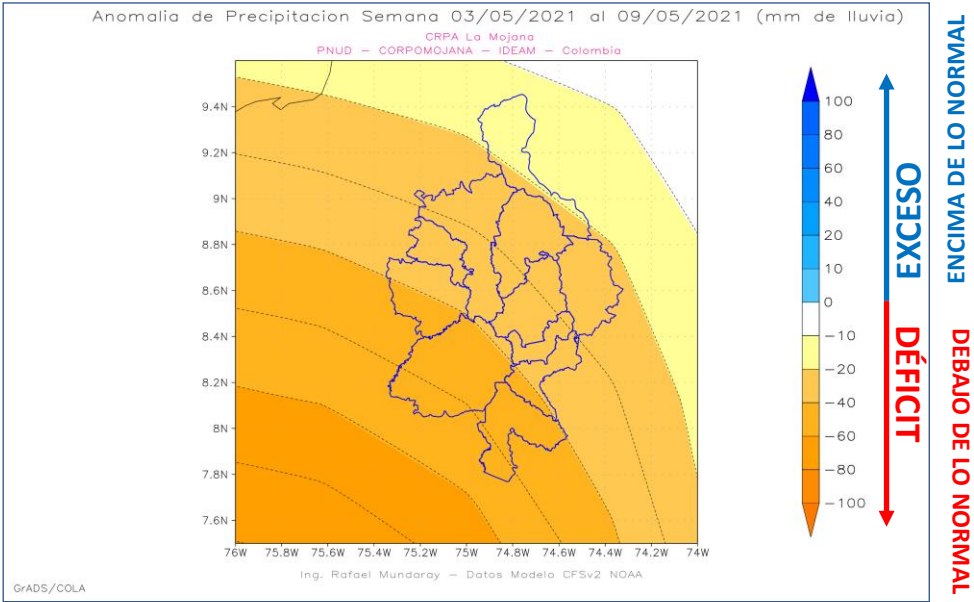 Anomalia de Precipitacion Semana 03/05/2021 al 09/05/2021 (mm de lluvia)
CRPA La Mojana
PNUD – CORPOMOJANA – IDEAM – Colombia
9.4N
9.2N
9N
8.8N
8.6N
8.4N
8.2N
8N
7.8N
7.6N
76W 75.8W 75.6W 75.4W 75.2W 75W 74.8W 74.6W 74.4W 74.2W 74W
Ing. Rafael Mundaray – Datos Modelo CFSv2 NOAA
GrADS/COLA
100
80
60
40
20
10
0
−10
−20
−40
−60
−80
−100
EXCESO
DÉFICIT
ENCIMA DE LO NORMAL
DEBAJO DE LO NORMAL